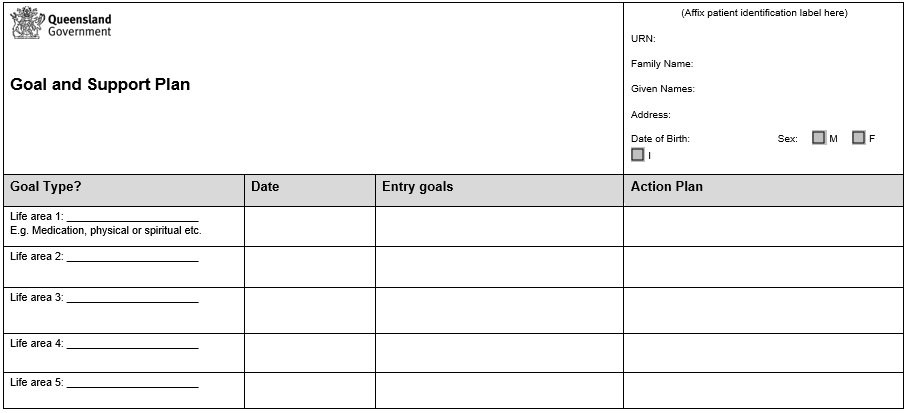 Queensland
Government
Goal and Support Plan
(Affix patient identification label here)
URN:
Family Name:
Given Names:
Address:
Date of Birth: Sex: M F
I
Goal Type? Date Entry goals Action Plan
Life area 1: ______________________
E.g. Medication, physical or spiritual etc.
Life area 2: ______________________
Life area 3: ______________________
Life area 4: ______________________
Life area 5: ______________________